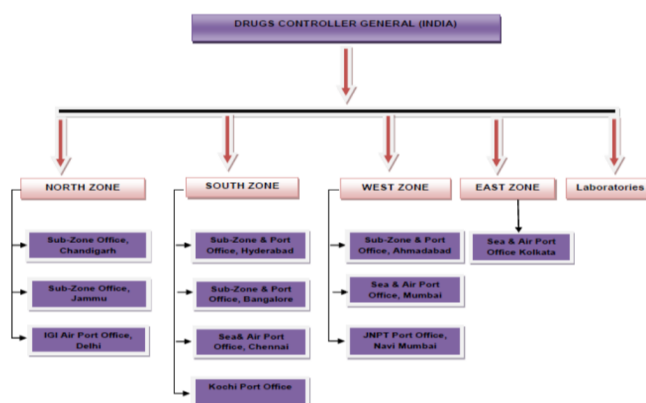 DRUGS CONTROLLER GENERAL (INDIA)
NORTH ZONE
SOUTH ZONE
WEST ZONE
EAST ZONE
Laboratories
Sub-Zone Office,
Chandigarh
Sub-Zone Office,
Jammu
IGI Air Port Office,
Delhi
Sub-Zone & Port
Office, Hyderabad
Sub-Zone & Port
Office, Bangalore
Sea& Air Port
Office, Chennai
Kochi Port Office
Sub-Zone & Port
Office, Ahmadabad
Sea & Air Port
Office, Mumbai
JNPT Port Office,
Navi Mumbai
Sea & Air Port
Office Kolkata